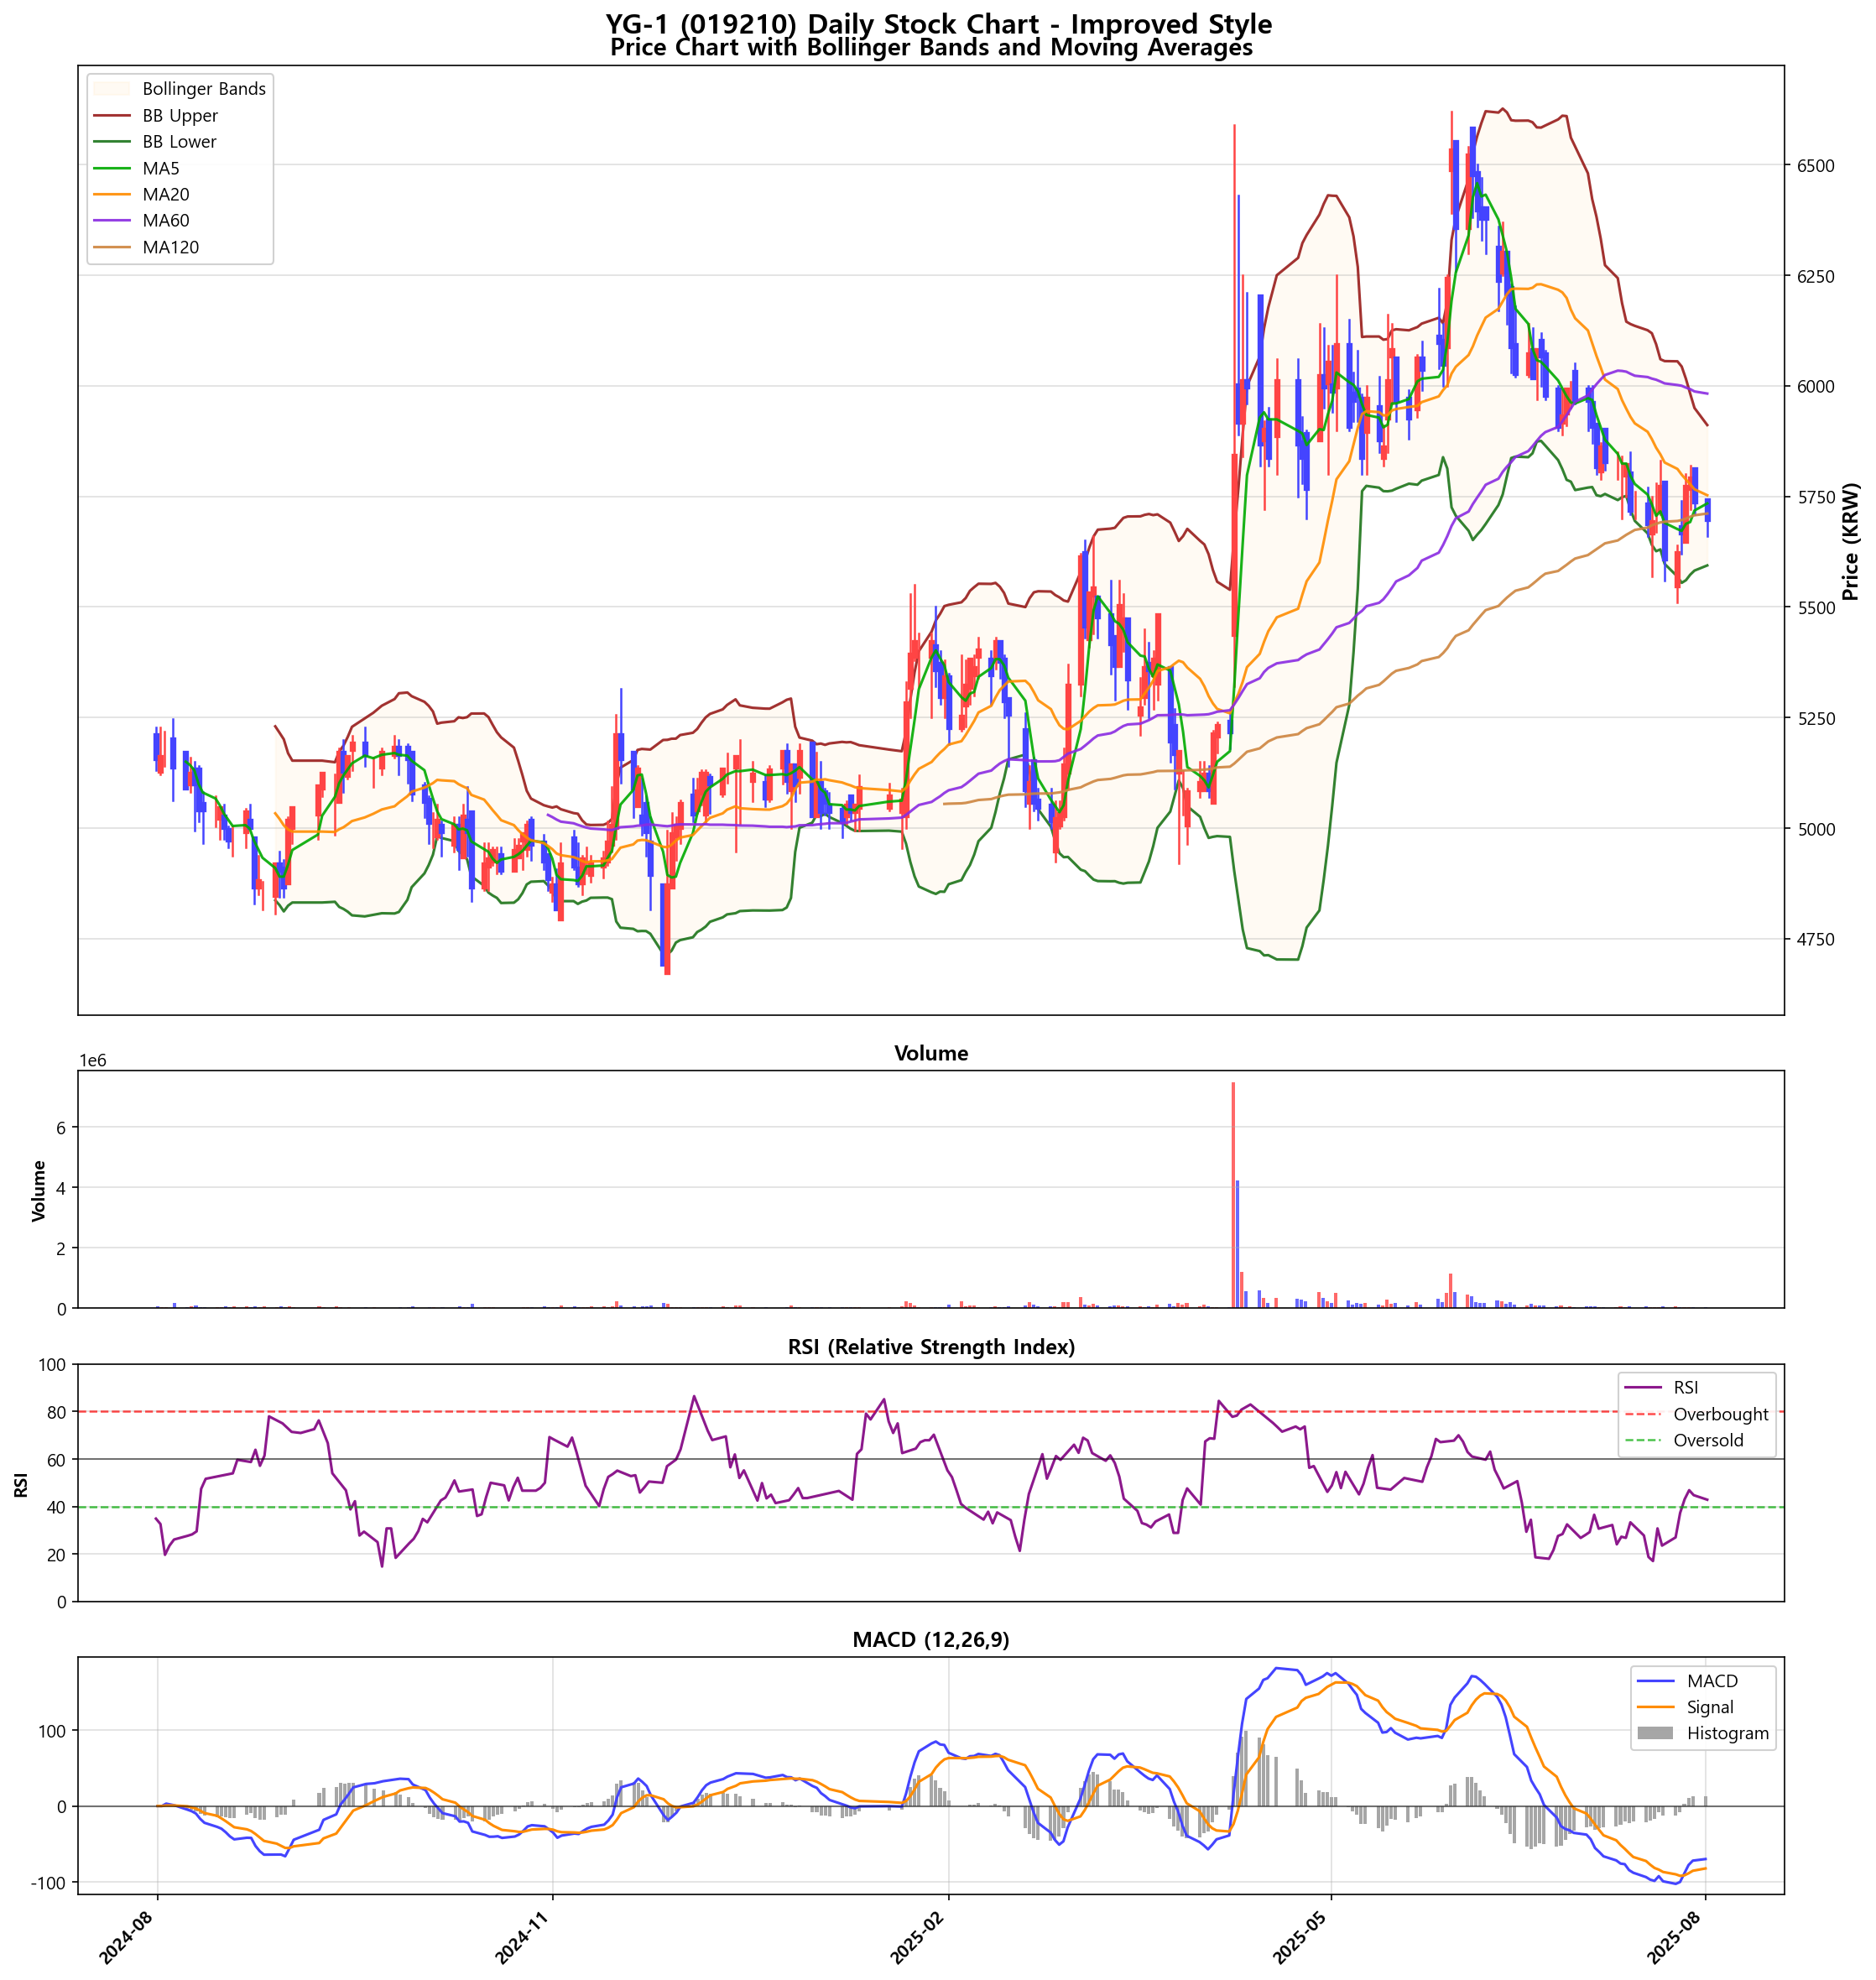 YG-1 (019210) Daily Stock Chart - Improved Style
Price Chart with Bollinger Bands and Moving Averages
Bollinger Bands
BB Upper
BB Lower
MA5
MA20
MA60
MA120
6500
6250
6000
5750
5500
5250
5000
4750
Price (KRW)
Volume
1e6
6
4
2
0
Volume
RSI (Relative Strength Index)
100
80
60
40
20
0
RSI
RSI
Overbought
Oversold
MACD (12,26,9)
100
0
-100
MACD
Signal
Histogram
2024-08
2024-11
2025-02
2025-05
2025-08